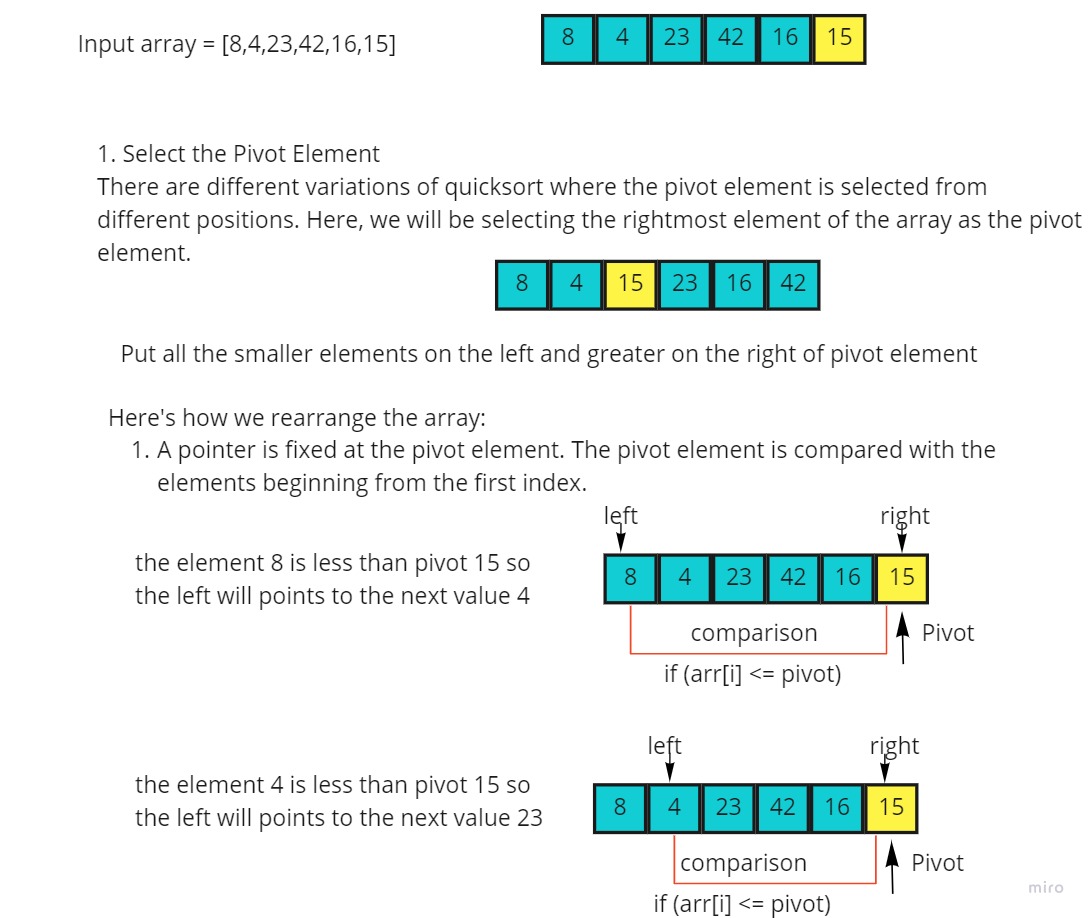 Input array = [8,4,23,42,16,15]
8 4 23 42 16 15
1. Select the Pivot Element
There are different variations of quicksort where the pivot element is selected from
different positions. Here, we will be selecting the rightmost element of the array as the pivot
element.
8 4 15 23 16 42
Put all the smaller elements on the left and greater on the right of pivot element
Here's how we rearrange the array:
1. A pointer is fixed at the pivot element. The pivot element is compared with the
elements beginning from the first index.
left right
the element 8 is less than pivot 15 so
the left will points to the next value 4
8 4 23 42 16 15
comparison
Pivot
if (arr[i] <= pivot)
left right
the element 4 is less than pivot 15 so
the left will points to the next value 23
8 4 23 42 16 15
comparison
Pivot
if (arr[i] <= pivot)
miro